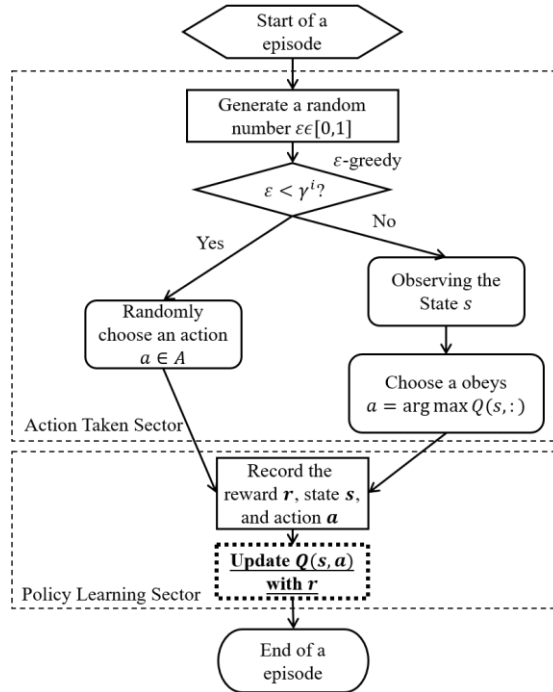 Start of a
episode
Generate a random
number εϵ[0,1]
ε-greedy
ε < γⁱ?
Yes
No
Observing the
State s
Randomly
choose an action
a ∈ A
Choose a obeys
a = arg max Q(s,:)
Action Taken Sector
Record the
reward r, state s,
and action a
Update Q(s, a)
with r
Policy Learning Sector
End of a
episode